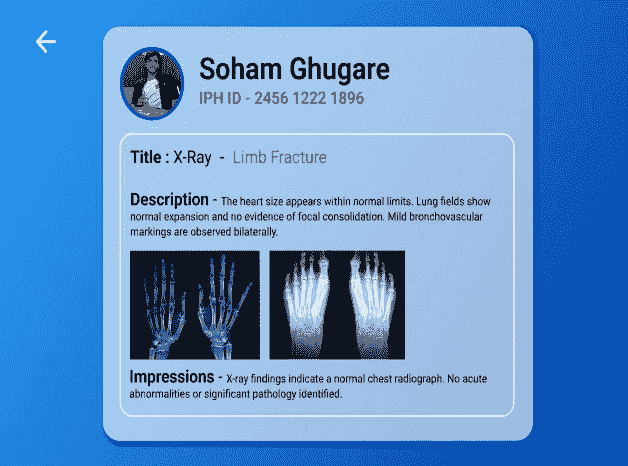 Soham Ghugare
IPH ID - 2456 1222 1896
Title : X-Ray - Limb Fracture
Description - The heart size appears within normal limits. Lung fields show
normal expansion and no evidence of focal consolidation. Mild bronchovascular
markings are observed bilaterally.
Impressions - X-ray findings indicate a normal chest radiograph. No acute
abnormalities or significant pathology identified.